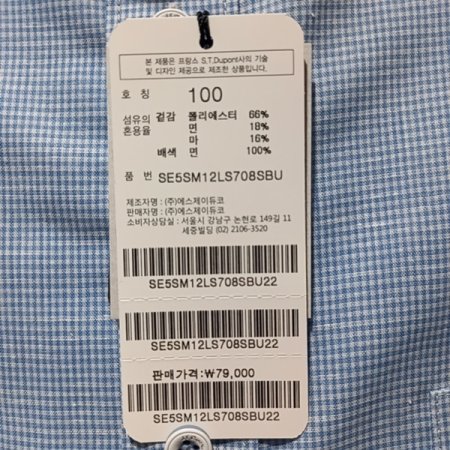 본 제품은 프랑스 S.T.Dupont사의 기술
및 디자인 제공으로 제조한 상품입니다.
호 칭 100
섬유의 혼용율 겉감 폴리에스터 66%
면 18%
마 16%
배색 면 100%
품 번 SE5SM12LS708SBU
제조자명 : (주)에스제이듀코
판매자명 : (주)에스제이듀코
소비자상담실 : 서울시 강남구 논현로 149길 11
세중빌딩 (02) 2106-3520
SE5SM12LS708SBU22
SE5SM12LS708SBU22
판매가격:₩79,000
SE5SM12LS708SBU22